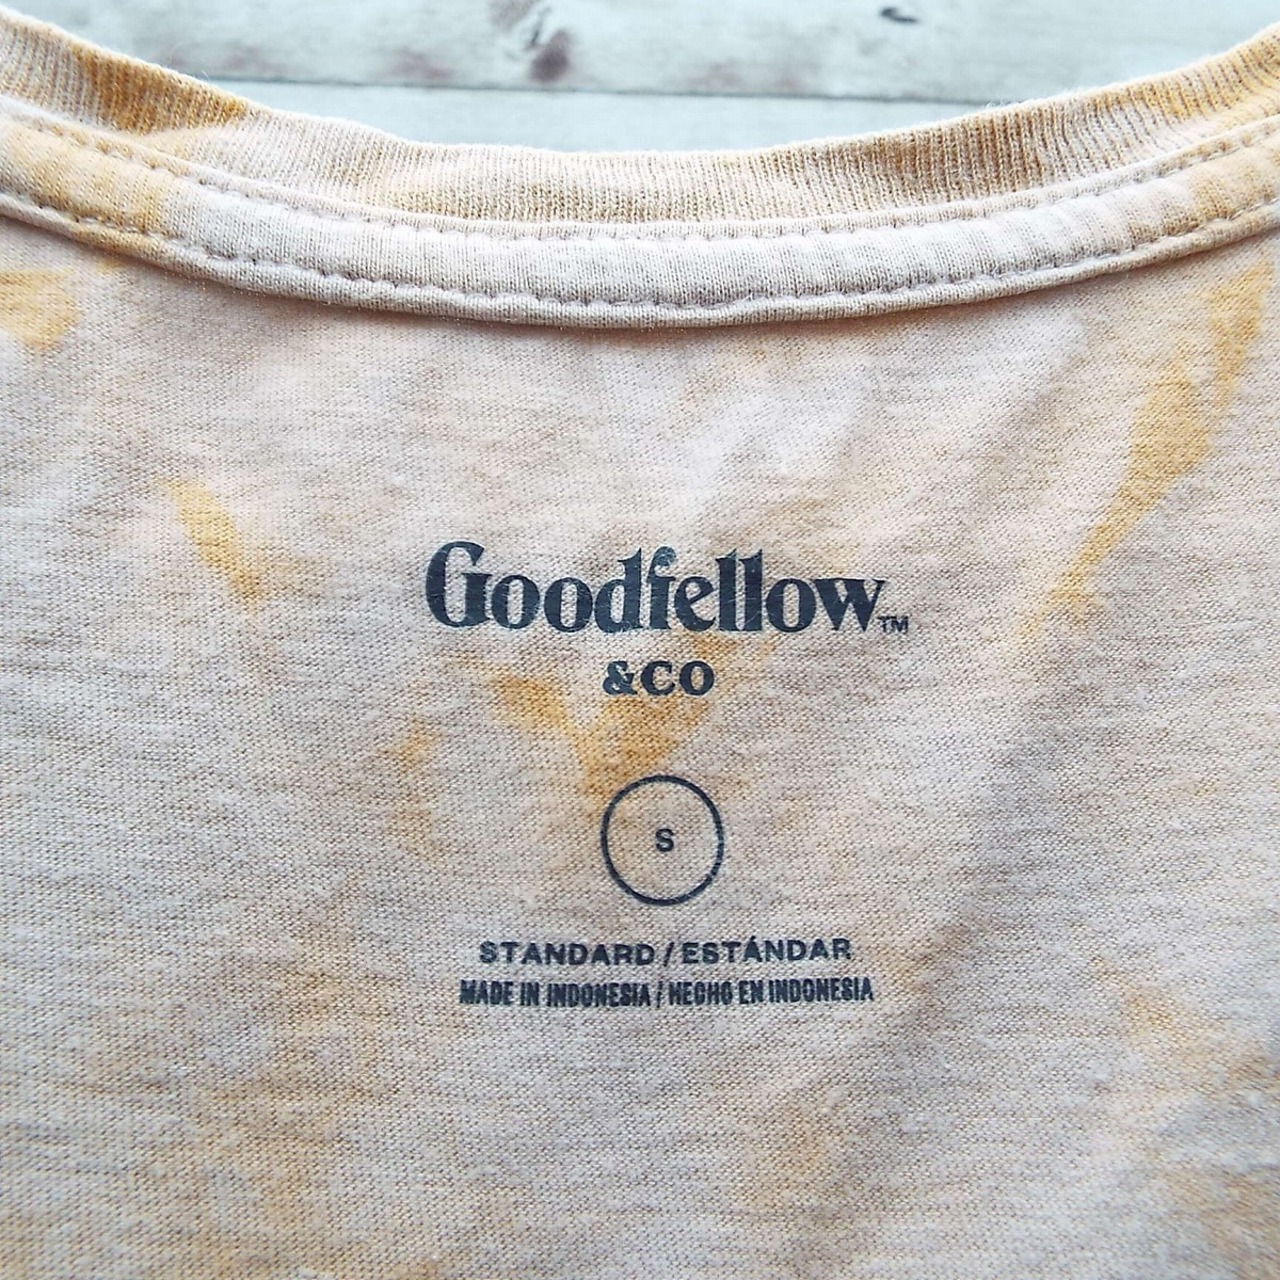 Goodfellow™
&CO
S
STANDARD / ESTÁNDAR
MADE IN INDONESIA / HECHO EN INDONESIA